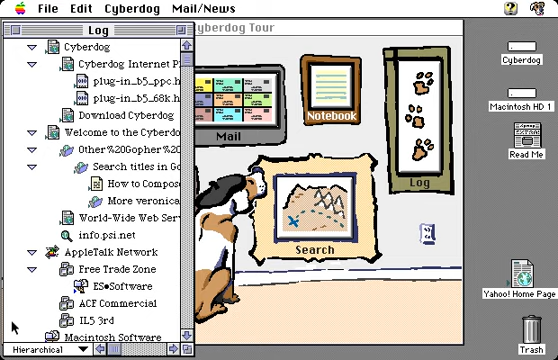 File Edit Cyberdog Mail/News
Log
yberdog Tour
Cyberdog
Cyberdog Internet P
plug-in_b5_ppc.h
plug-in_b5_68k.h
Download Cyberdog
Welcome to the Cyberdo
Other%20Gopher%20
Search titles in Go
How to Compose
More veronica
World-Wide Web Serv
info.psi.net
AppleTalk Network
Free Trade Zone
ES•Software
ACF Commercial
IL5 3rd
Macintosh Software
Hierarchical
Mail
Notebook
Log
Search
Cyberdog
Macintosh HD 1
Read Me
Yahoo! Home Page
Trash